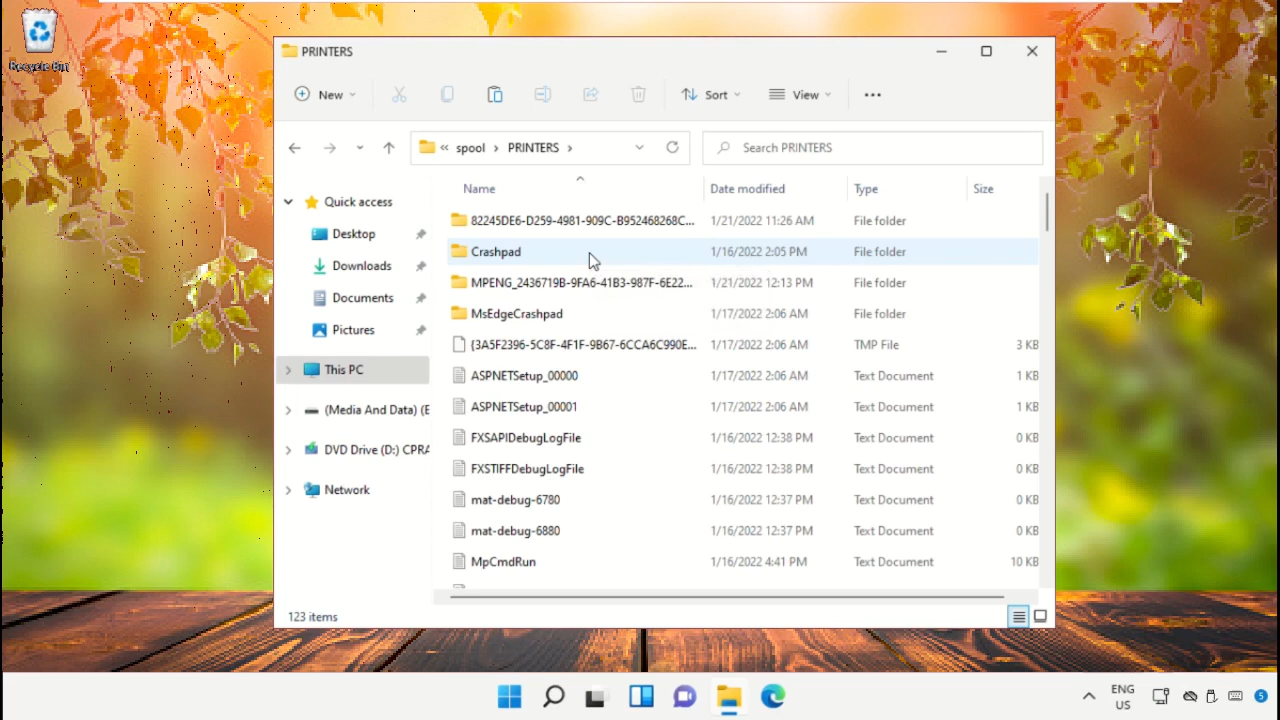 Recycle Bin
PRINTERS
New
Sort
View
spool
PRINTERS
Search PRINTERS
Name
Date modified
Type
Size
Quick access
Desktop
Downloads
Documents
Pictures
This PC
(Media And Data) (E
DVD Drive (D:) CPRA
Network
82245DE6-D259-4981-909C-B952468268C... 1/21/2022 11:26 AM File folder
Crashpad 1/16/2022 2:05 PM File folder
MPENG_2436719B-9FA6-41B3-987F-6E22... 1/21/2022 12:13 PM File folder
MsEdgeCrashpad 1/17/2022 2:06 AM File folder
{3A5F2396-5C8F-4F1F-9B67-6CCA6C990E... 1/17/2022 2:06 AM TMP File 3 KB
ASPNETSetup_00000 1/17/2022 2:06 AM Text Document 1 KB
ASPNETSetup_00001 1/17/2022 2:06 AM Text Document 1 KB
FXSAPIDebugLogFile 1/16/2022 12:38 PM Text Document 0 KB
FXSTIFFDebugLogFile 1/16/2022 12:38 PM Text Document 0 KB
mat-debug-6780 1/16/2022 12:37 PM Text Document 0 KB
mat-debug-6880 1/16/2022 12:37 PM Text Document 0 KB
MpCmdRun 1/16/2022 4:41 PM Text Document 10 KB
123 items
ENG
US
5